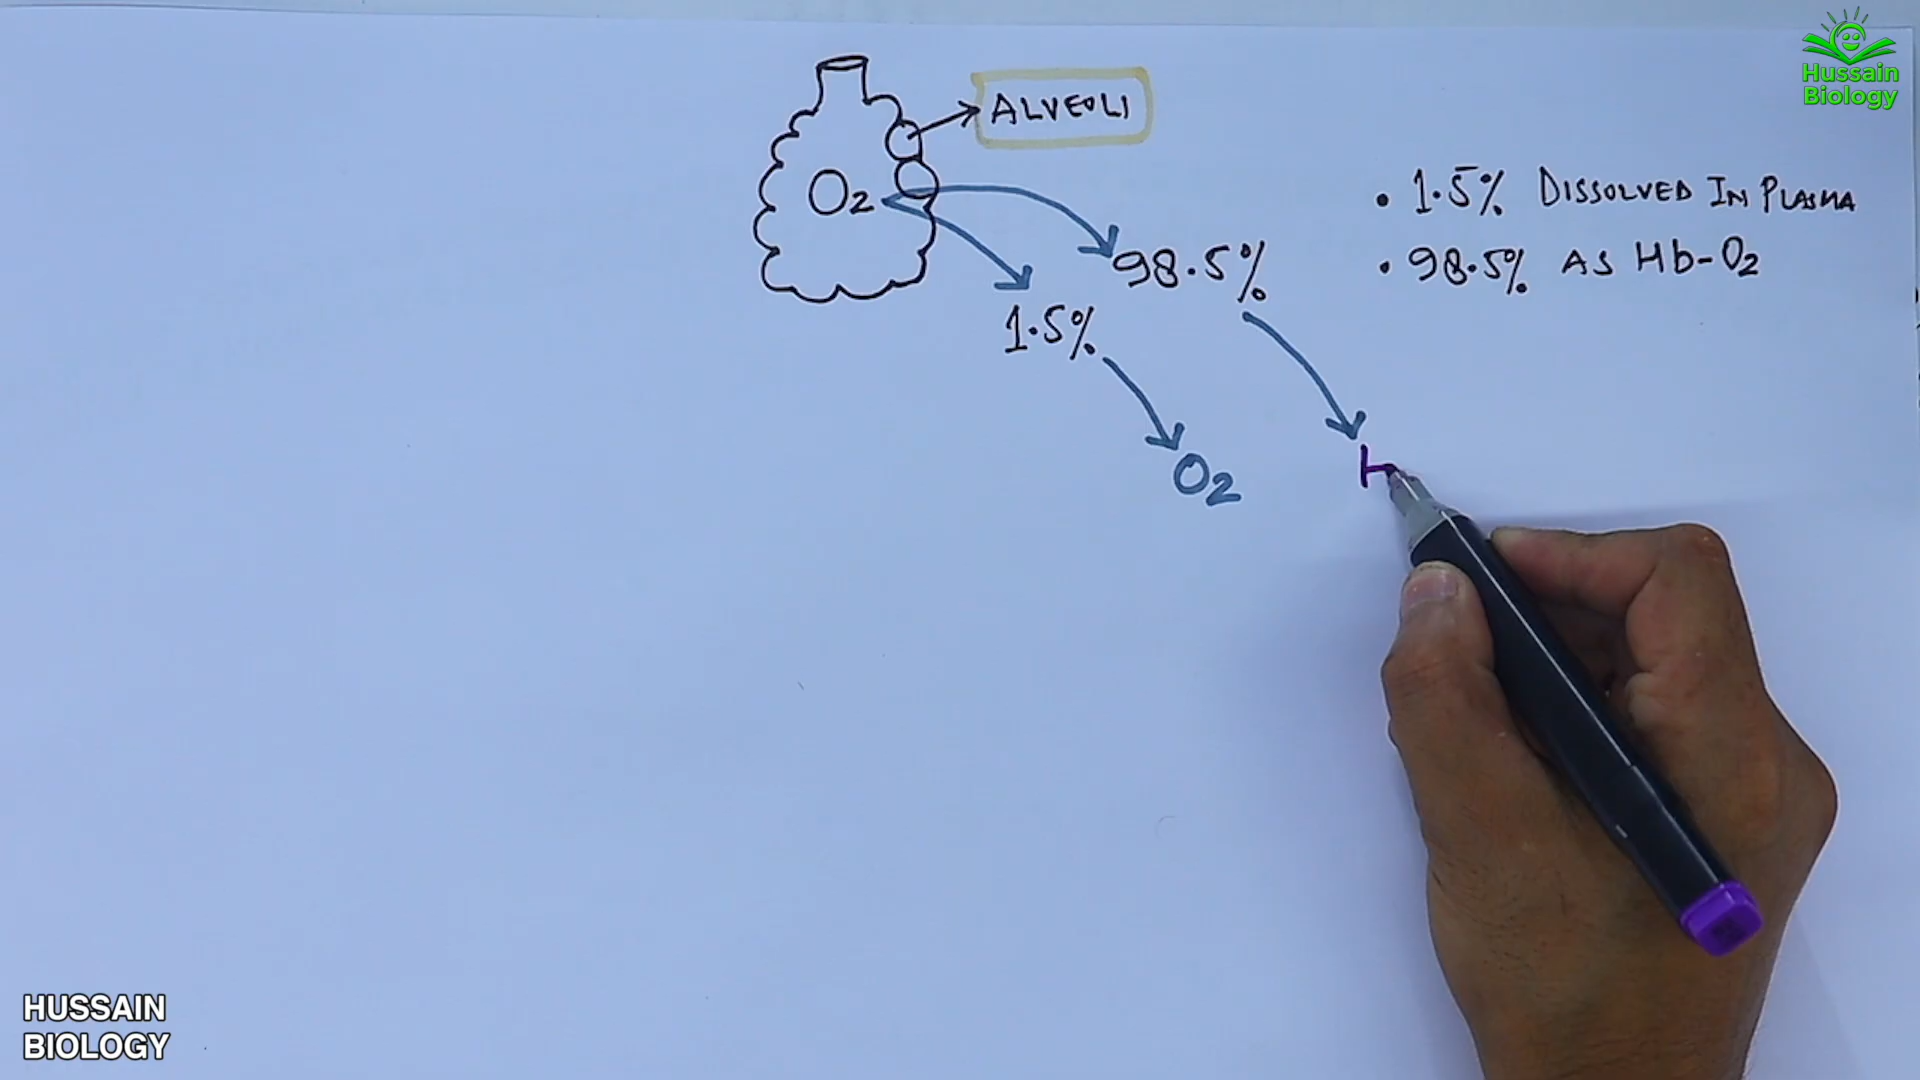 Hussain
Biology
ALVEOLI
O₂
• 1.5% DISSOLVED IN PLASMA
• 98.5% AS Hb-O₂
98.5%
1.5%
O₂
H
HUSSAIN
BIOLOGY